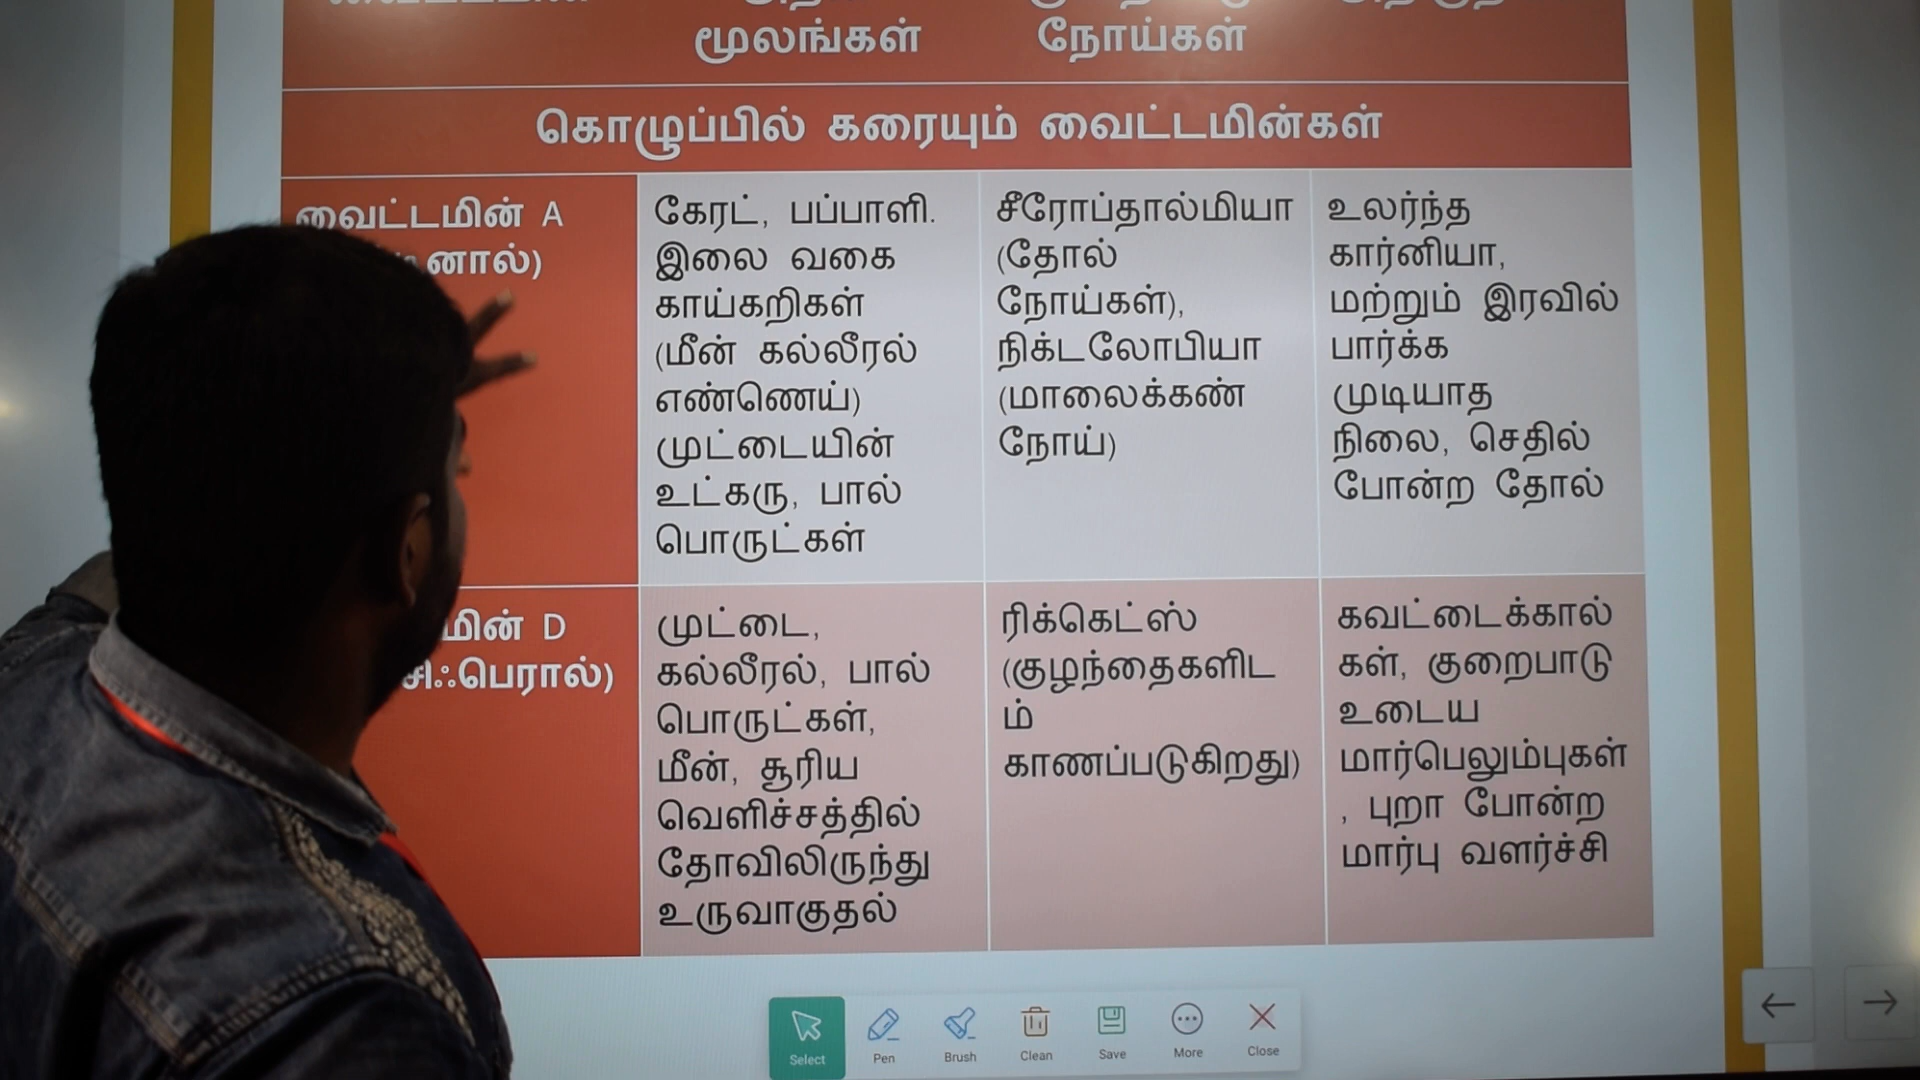 மூலங்கள் நோய்கள்
கொழுப்பில் கரையும் வைட்டமின்கள்
வைட்டமின் A
கேரட், பப்பாளி.
இலை வகை
காய்கறிகள்
(மீன் கல்லீரல்
எண்ணெய்)
முட்டையின்
உட்கரு, பால்
பொருட்கள்
சீரோப்தால்மியா
(தோல்
நோய்கள்),
நிக்டலோபியா
(மாலைக்கண்
நோய்)
உலர்ந்த
கார்னியா,
மற்றும் இரவில்
பார்க்க
முடியாத
நிலை, செதில்
போன்ற தோல்
D
முட்டை,
கல்லீரல், பால்
பொருட்கள்,
மீன், சூரிய
வெளிச்சத்தில்
தோவிலிருந்து
உருவாகுதல்
ரிக்கெட்ஸ்
(குழந்தைகளிட
ம்
காணப்படுகிறது)
கவட்டைக்கால்
கள், குறைபாடு
உடைய
மார்பெலும்புகள்
, புறா போன்ற
மார்பு வளர்ச்சி
Select Pen Brush Clean Save More Close